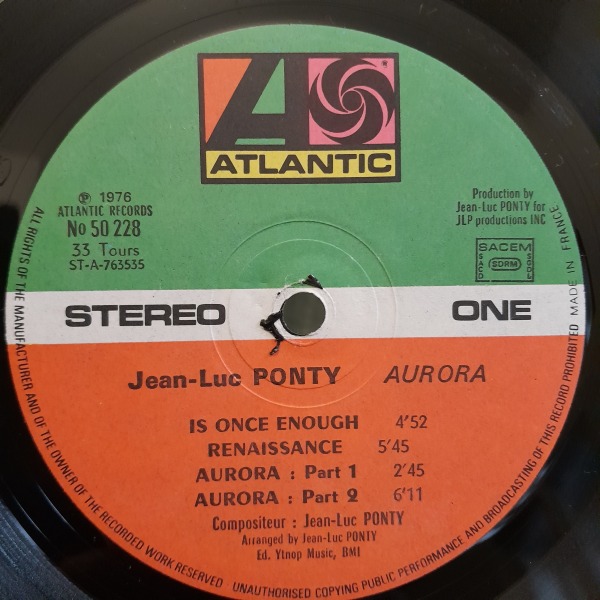 ATLANTIC
℗ 1976
ATLANTIC RECORDS
No 50 228
33 Tours
ST-A-763535
Production by
Jean-Luc PONTY for
JLP productions INC
SACEM
SACD SDRM SGDL
STEREO ONE
Jean-Luc PONTY AURORA
IS ONCE ENOUGH 4'52
RENAISSANCE 5'45
AURORA : Part 1 2'45
AURORA : Part 2 6'11
Compositeur : Jean-Luc PONTY
Arranged by Jean-Luc PONTY
Ed. Ytnop Music, BMI
ALL RIGHTS OF THE MANUFACTURER AND OF THE OWNER OF THE RECORDED WORK RESERVED UNAUTHORISED COPYING PUBLIC PERFORMANCE AND BROADCASTING OF THIS RECORD PROHIBITED MADE IN FRANCE